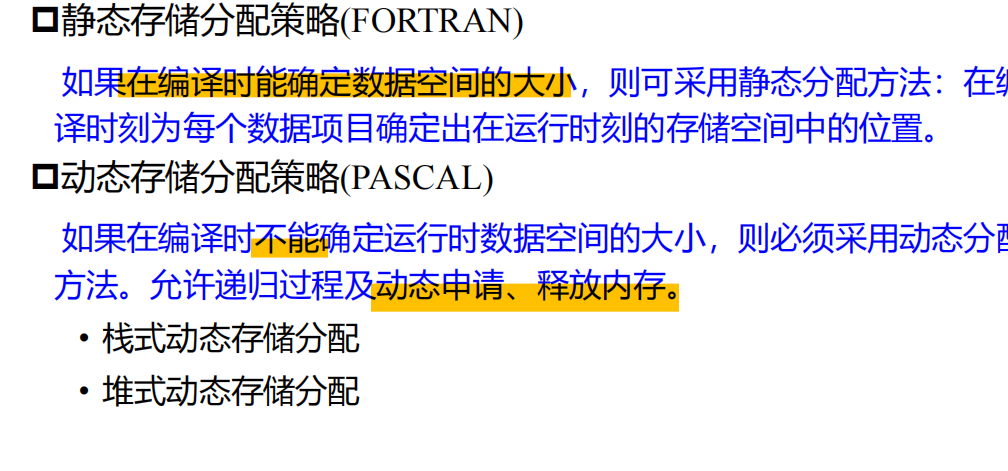 静态存储分配策略(FORTRAN)
如果在编译时能确定数据空间的大小，则可采用静态分配方法：在编
译时刻为每个数据项目确定出在运行时刻的存储空间中的位置。
动态存储分配策略(PASCAL)
如果在编译时不能确定运行时数据空间的大小，则必须采用动态分配
方法。允许递归过程及动态申请、释放内存。
• 栈式动态存储分配
• 堆式动态存储分配